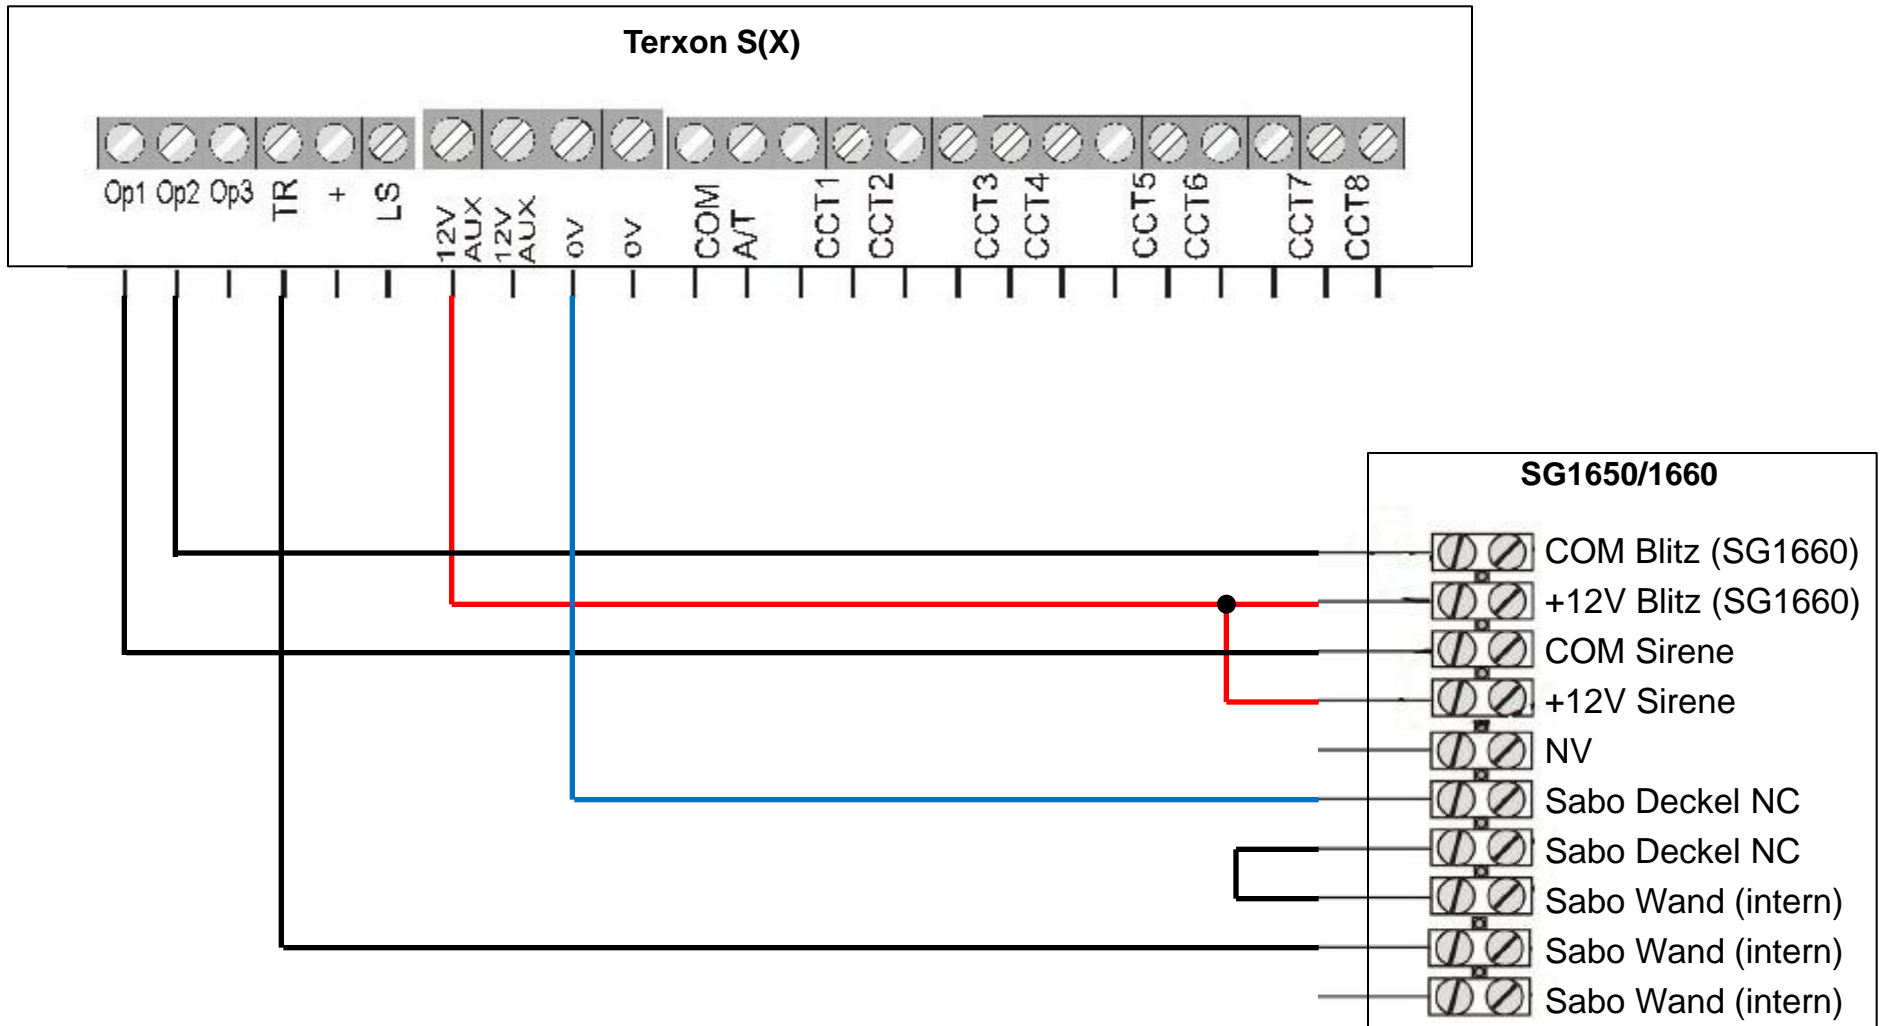 Terxon S(X)
Op1 Op2 Op3 TR + LS 12V AUX 12V AUX 0V 0V COM A/T CCT1 CCT2 CCT3 CCT4 CCT5 CCT6 CCT7 CCT8
SG1650/1660
COM Blitz (SG1660)
+12V Blitz (SG1660)
COM Sirene
+12V Sirene
NV
Sabo Deckel NC
Sabo Deckel NC
Sabo Wand (intern)
Sabo Wand (intern)
Sabo Wand (intern)